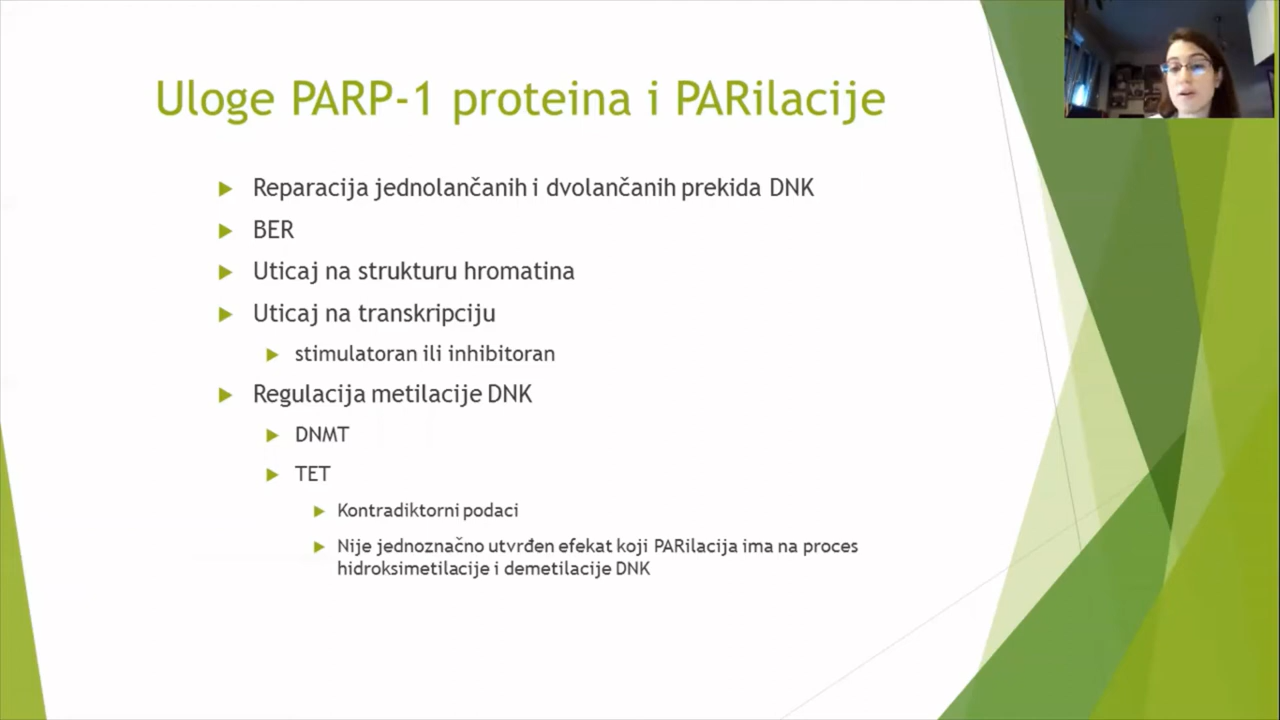 Uloge PARP-1 proteina i PARilacije
Reparacija jednolančanih i dvolančanih prekida DNK
BER
Uticaj na strukturu hromatina
Uticaj na transkripciju
stimulatoran ili inhibitoran
Regulacija metilacije DNK
DNMT
TET
Kontradiktorni podaci
Nije jednoznačno utvrđen efekat koji PARilacija ima na proces
hidroksimetilacije i demetilacije DNK